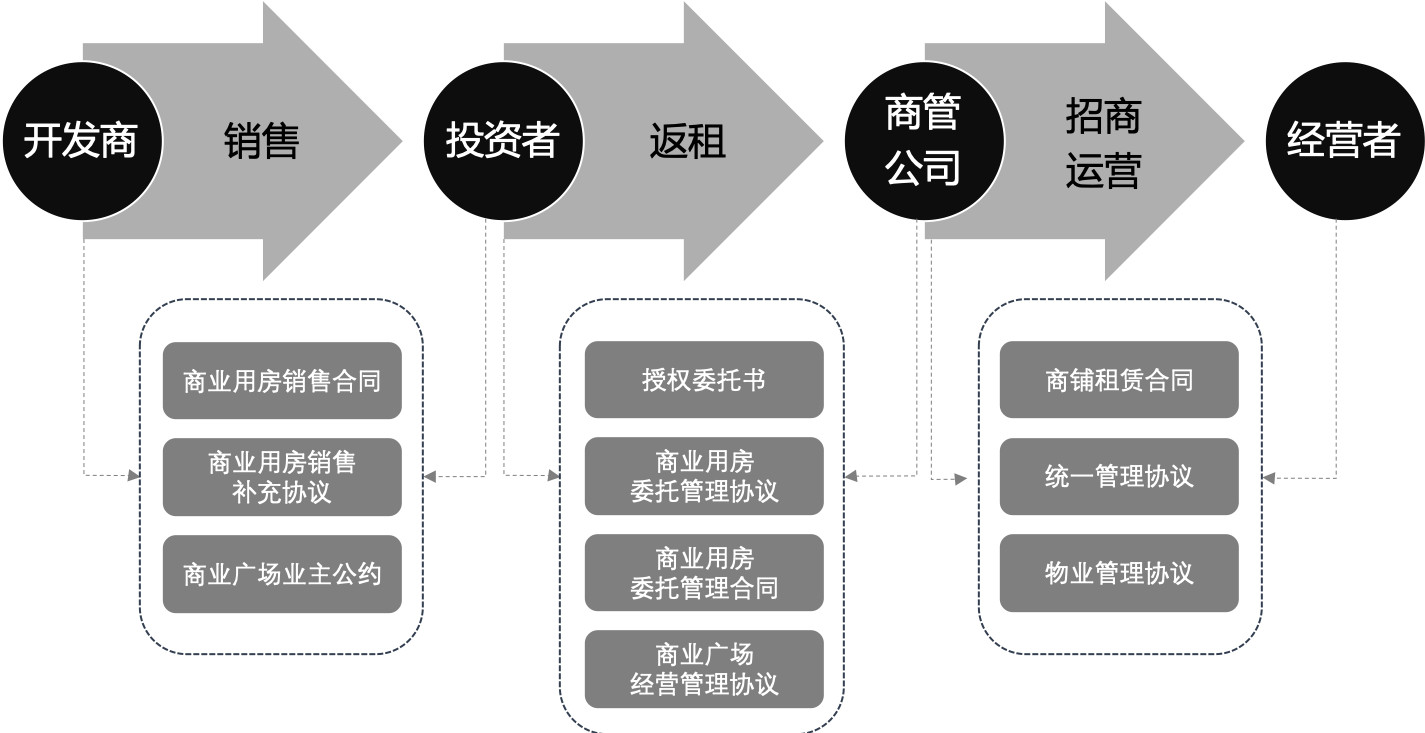 开发商
销售
投资者
返租
商管
公司
招商
运营
经营者
商业用房销售合同
商业用房销售
补充协议
商业广场业主公约
授权委托书
商业用房
委托管理协议
商业用房
委托管理合同
商业广场
经营管理协议
商铺租赁合同
统一管理协议
物业管理协议